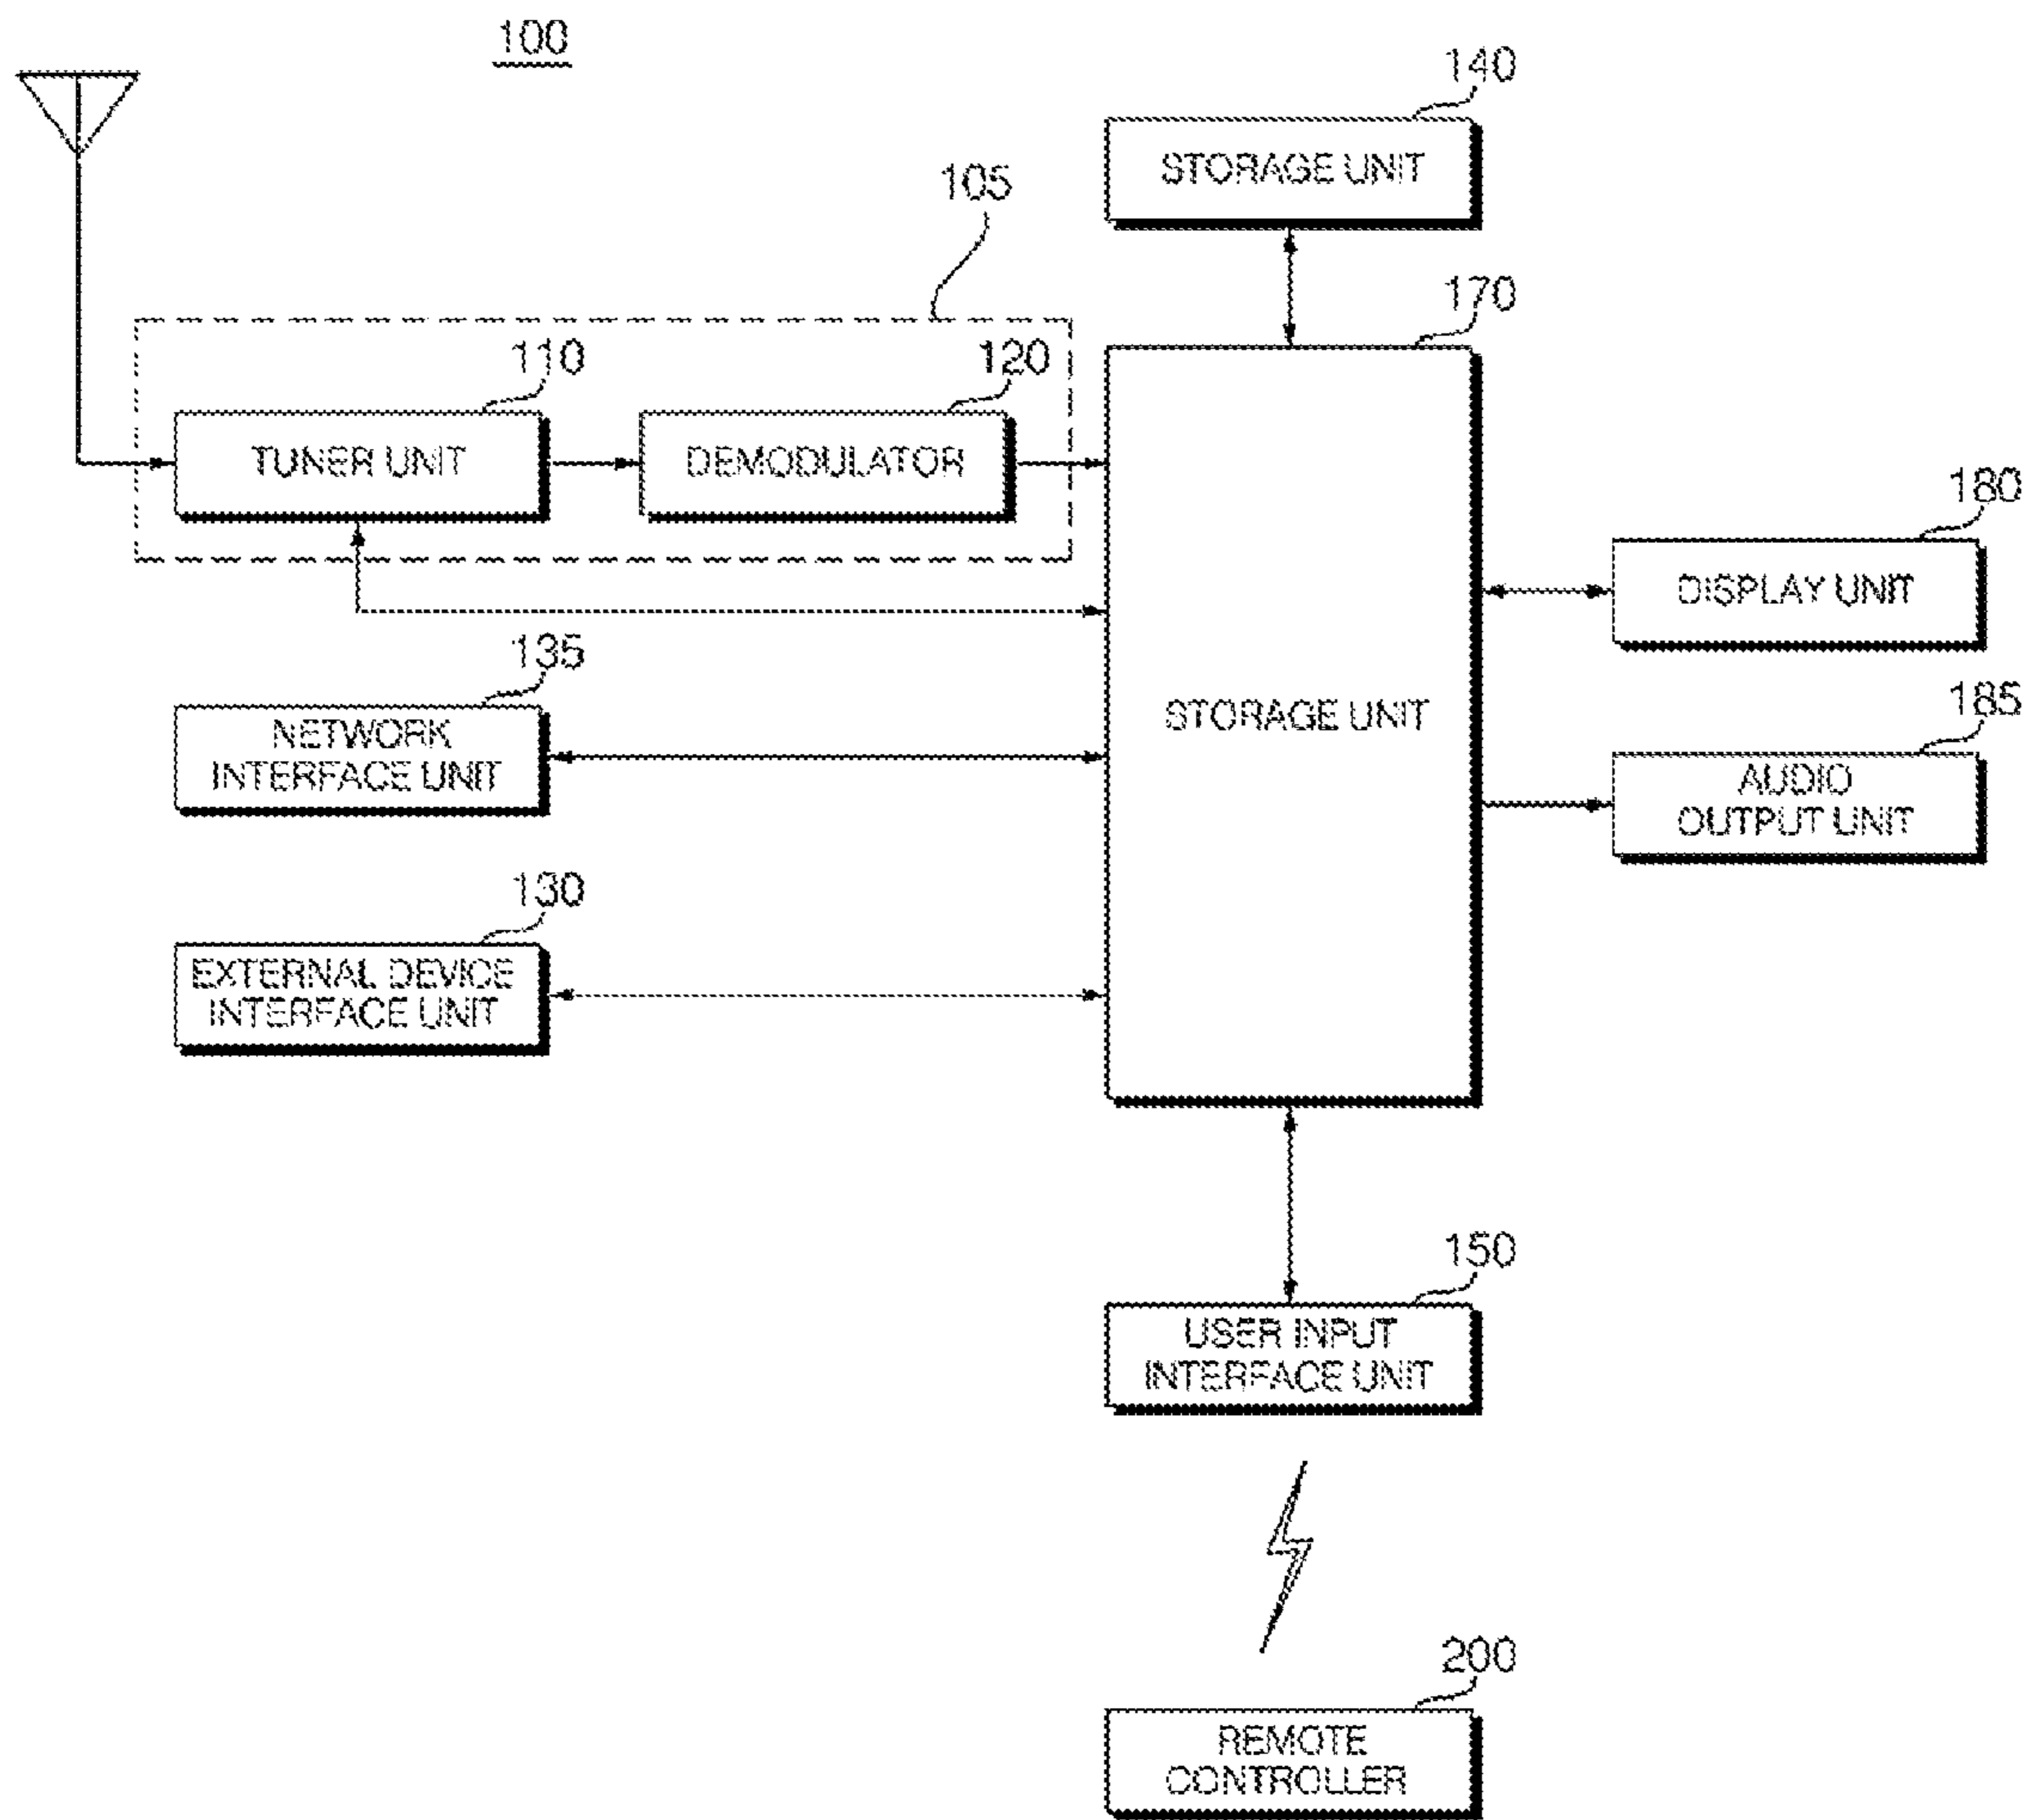 100
140
STORAGE UNIT
105
170
110
120
TUNER UNIT
DEMODULATOR
180
DISPLAY UNIT
135
NETWORK
INTERFACE UNIT
STORAGE UNIT
185
AUDIO
OUTPUT UNIT
130
EXTERNAL DEVICE
INTERFACE UNIT
150
USER INPUT
INTERFACE UNIT
200
REMOTE
CONTROLLER